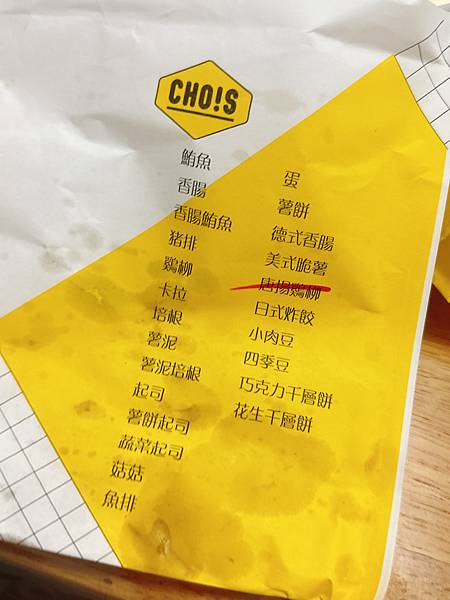 CHO!S
鮪魚
香腸
香腸鮪魚
豬排
雞柳
卡拉
培根
薯泥
薯泥培根
起司
薯餅起司
蔬菜起司
菇菇
魚排
蛋
薯餅
德式香腸
美式脆薯
唐揚雞柳
日式炸餃
小肉豆
四季豆
巧克力千層餅
花生千層餅